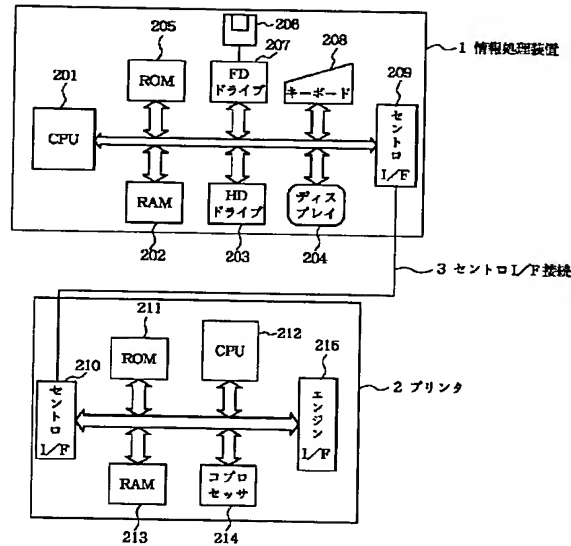 206
205
207
208
1 情報処理装置
201
ROM
FD
ドライブ
キーボード
209
CPU
セントロ
I/F
RAM
HD
ドライブ
ディス
プレイ
202
203
204
3 セントロI/F接続
211
212
210
ROM
CPU
215
セントロ
I/F
エンジン
I/F
2 プリンタ
RAM
コプロ
セッサ
213
214